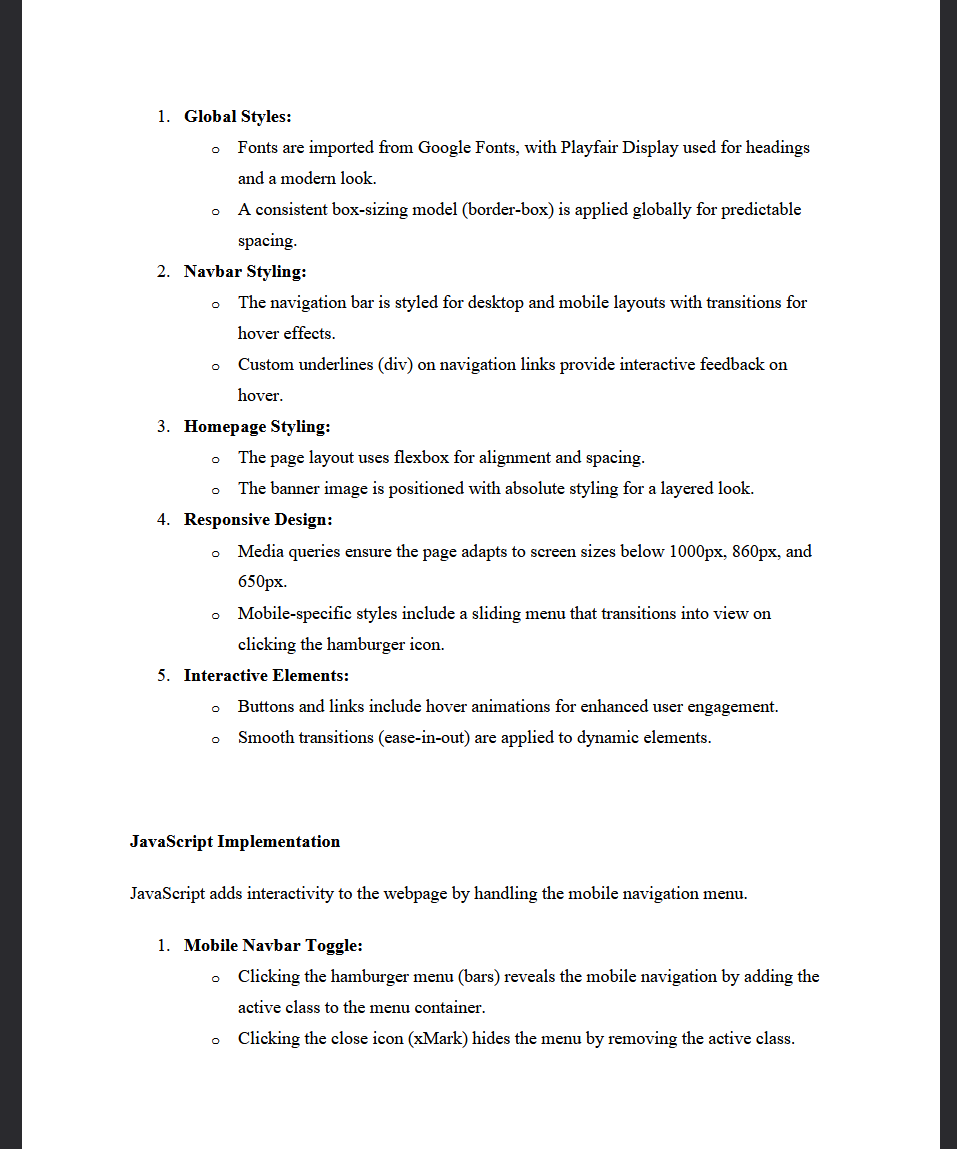 1. Global Styles:
o Fonts are imported from Google Fonts, with Playfair Display used for headings
and a modern look.
o A consistent box-sizing model (border-box) is applied globally for predictable
spacing.
2. Navbar Styling:
o The navigation bar is styled for desktop and mobile layouts with transitions for
hover effects.
o Custom underlines (div) on navigation links provide interactive feedback on
hover.
3. Homepage Styling:
o The page layout uses flexbox for alignment and spacing.
o The banner image is positioned with absolute styling for a layered look.
4. Responsive Design:
o Media queries ensure the page adapts to screen sizes below 1000px, 860px, and
650px.
o Mobile-specific styles include a sliding menu that transitions into view on
clicking the hamburger icon.
5. Interactive Elements:
o Buttons and links include hover animations for enhanced user engagement.
o Smooth transitions (ease-in-out) are applied to dynamic elements.
JavaScript Implementation
JavaScript adds interactivity to the webpage by handling the mobile navigation menu.
1. Mobile Navbar Toggle:
o Clicking the hamburger menu (bars) reveals the mobile navigation by adding the
active class to the menu container.
o Clicking the close icon (xMark) hides the menu by removing the active class.